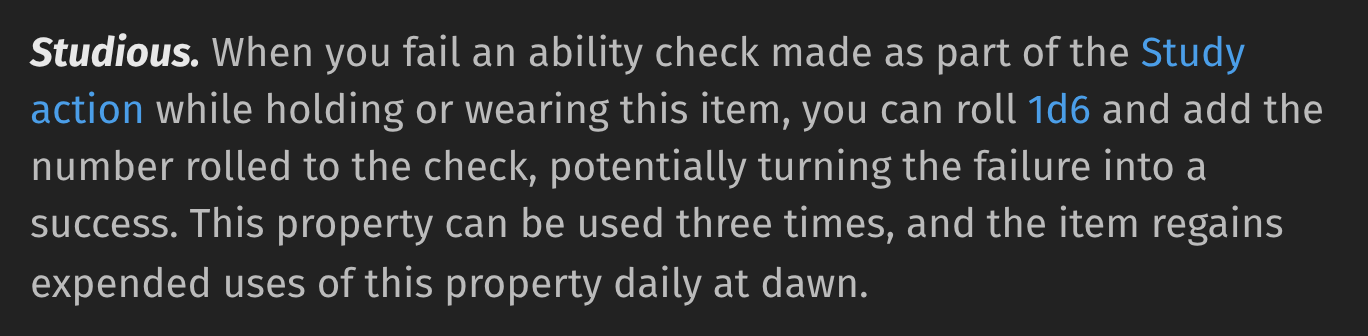 Studious. When you fail an ability check made as part of the Study
action while holding or wearing this item, you can roll 1d6 and add the
number rolled to the check, potentially turning the failure into a
success. This property can be used three times, and the item regains
expended uses of this property daily at dawn.